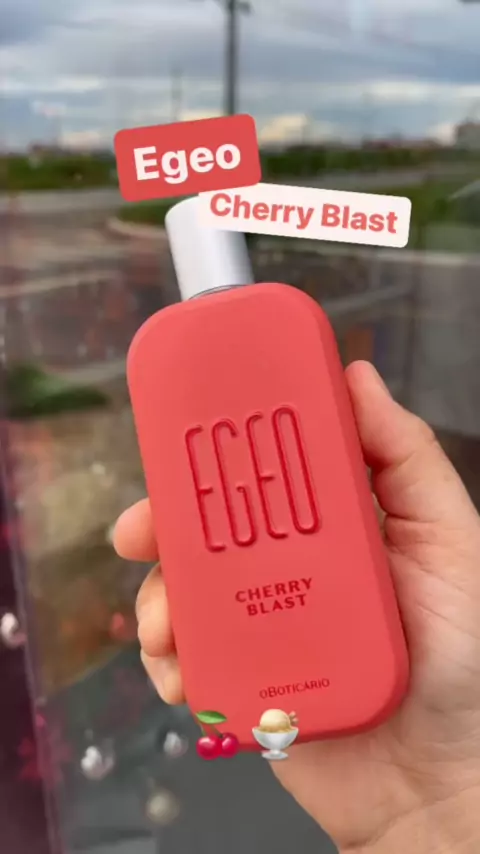 Egeo
Cherry Blast
EGEO
CHERRY
BLAST
oBOTICÁRIO